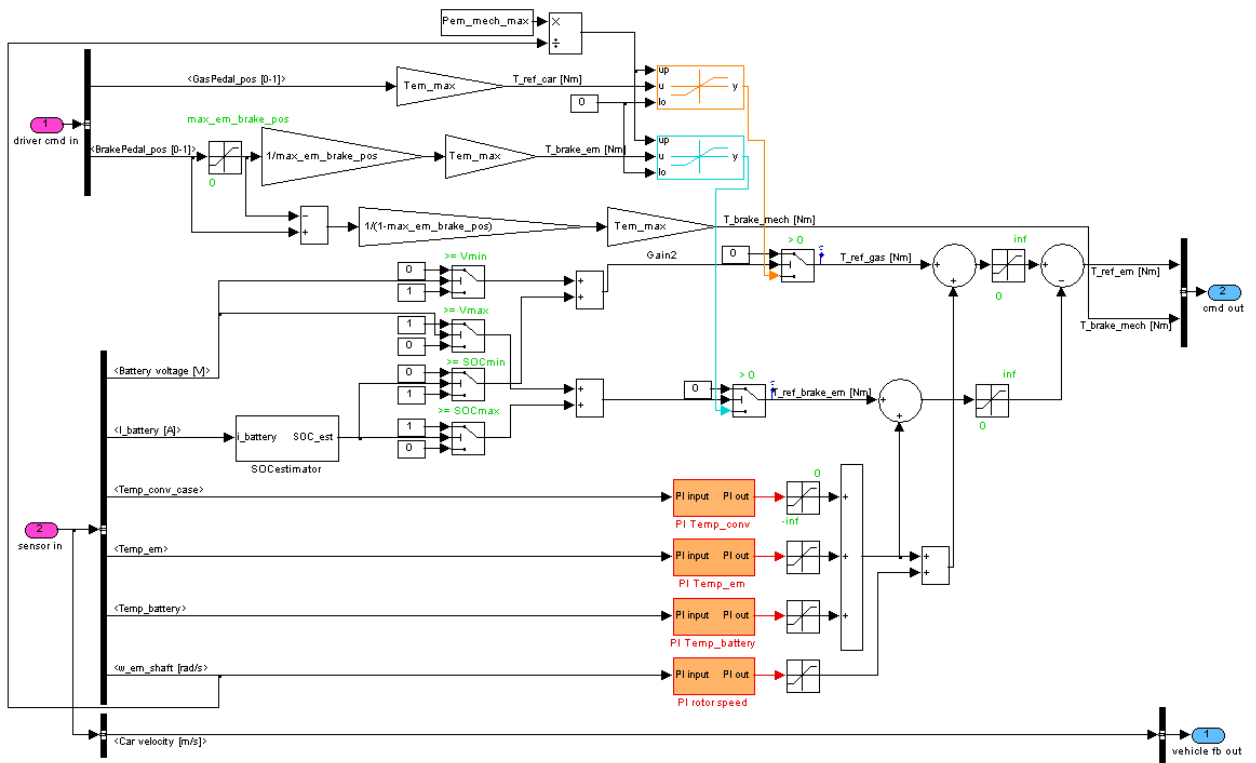 Pem_mech_max
×
÷
<GasPedal_pos [0-1]>
Tem_max
T_ref_car [Nm]
up
u
lo
y
0
1
driver cmd in
max_em_brake_pos
<BrakePedal_pos [0-1]>
0
1/max_em_brake_pos
Tem_max
T_brake_em [Nm]
up
u
lo
y
−
+
1/(1-max_em_brake_pos)
Tem_max
T_brake_mech [Nm]
>= Vmin
0
1
+
+
Gain2
0
> 0
T_ref_gas [Nm]
+
+
inf
0
+
−
T_ref_em [Nm]
2
cmd out
T_brake_mech [Nm]
>= Vmax
1
0
<Battery voltage [V]>
>= SOCmin
0
1
+
+
0
> 0
T_ref_brake_em [Nm]
+
+
inf
0
>= SOCmax
1
0
<I_battery [A]>
i_battery
SOC_est
SOCestimator
<Temp_conv_case>
PI input
PI out
PI Temp_conv
0
-inf
+
2
sensor in
<Temp_em>
PI input
PI out
PI Temp_em
+
+
+
<Temp_battery>
PI input
PI out
PI Temp_battery
+
<w_em_shaft [rad/s>
PI input
PI out
PI rotor speed
<Car velocity [m/s]>
1
vehicle fb out